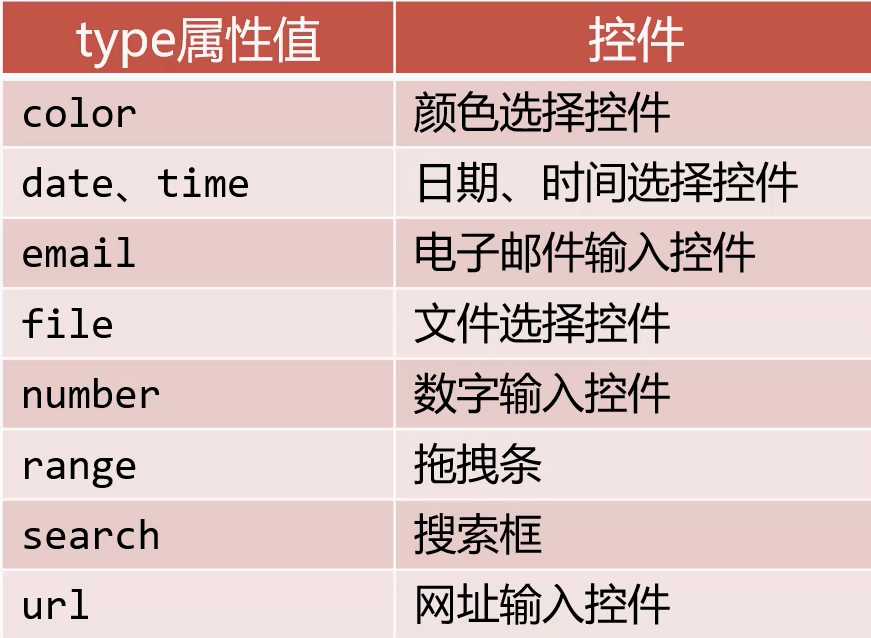 type属性值 控件
color 颜色选择控件
date、time 日期、时间选择控件
email 电子邮件输入控件
file 文件选择控件
number 数字输入控件
range 拖拽条
search 搜索框
url 网址输入控件